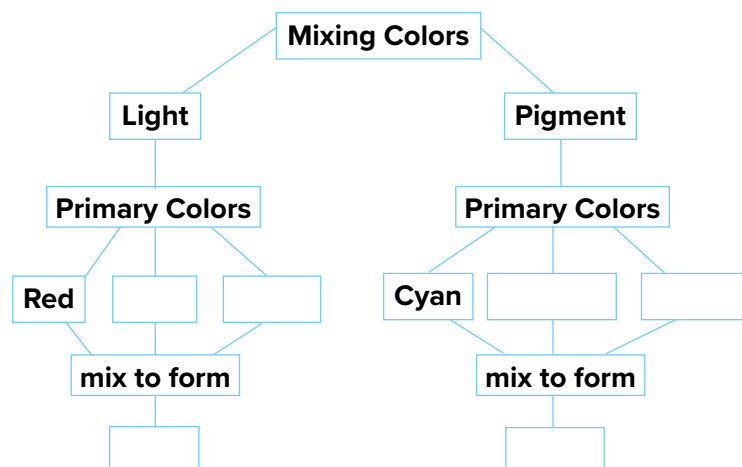 Mixing Colors
Light
Pigment
Primary Colors
Primary Colors
Red
Cyan
mix to form
mix to form